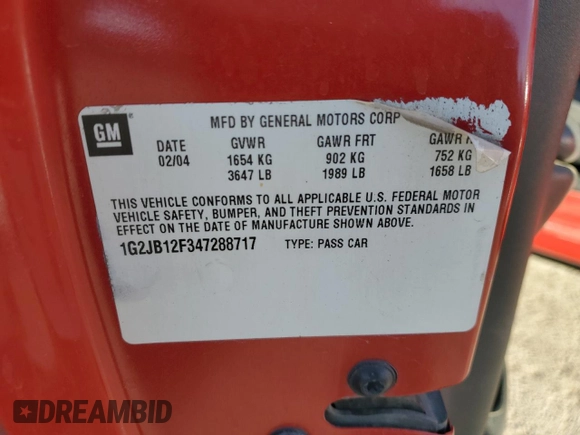 GM
MFD BY GENERAL MOTORS CORP
DATE GVWR GAWR FRT GAWR
02/04 1654 KG 902 KG 752 KG
3647 LB 1989 LB 1658 LB
THIS VEHICLE CONFORMS TO ALL APPLICABLE U.S. FEDERAL MOTOR
VEHICLE SAFETY, BUMPER, AND THEFT PREVENTION STANDARDS IN
EFFECT ON THE DATE OF MANUFACTURE SHOWN ABOVE.
1G2JB12F347288717 TYPE: PASS CAR
DREAMBID